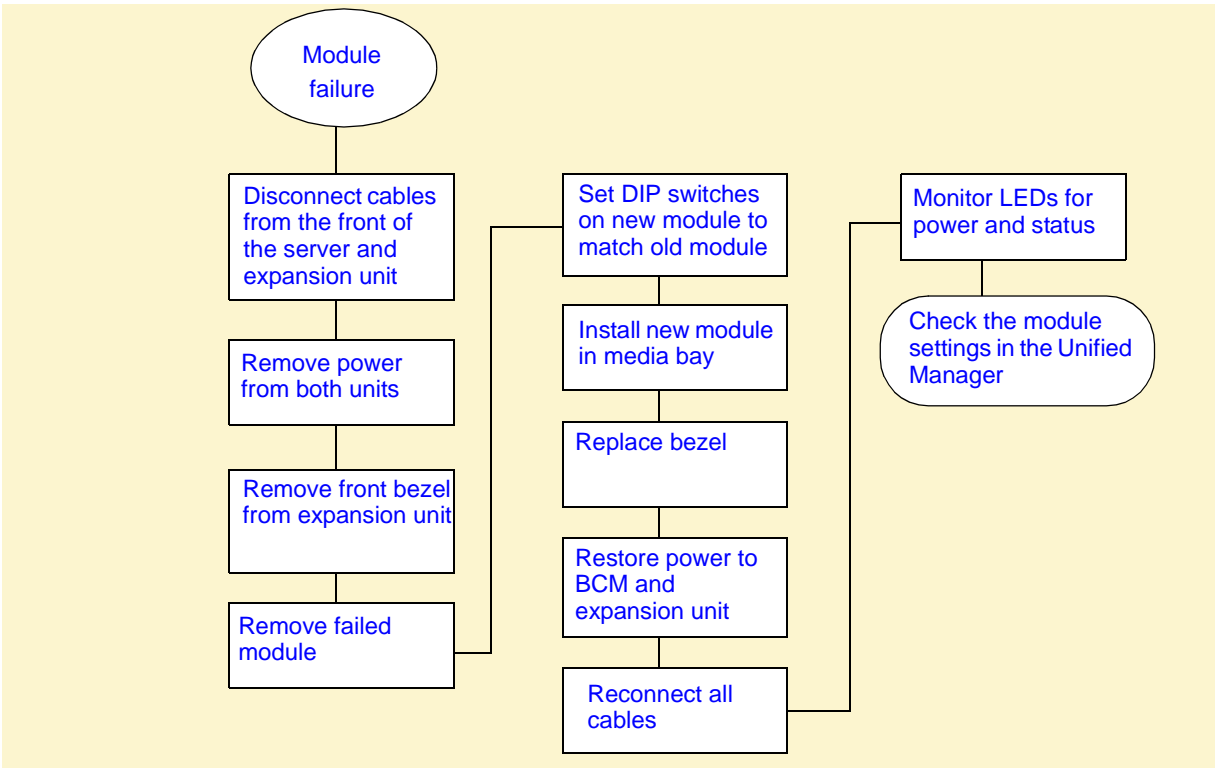 Module
failure
Disconnect cables
from the front of
the server and
expansion unit
Remove power
from both units
Remove front bezel
from expansion unit
Remove failed
module
Set DIP switches
on new module to
match old module
Install new module
in media bay
Replace bezel
Restore power to
BCM and
expansion unit
Reconnect all
cables
Monitor LEDs for
power and status
Check the module
settings in the Unified
Manager